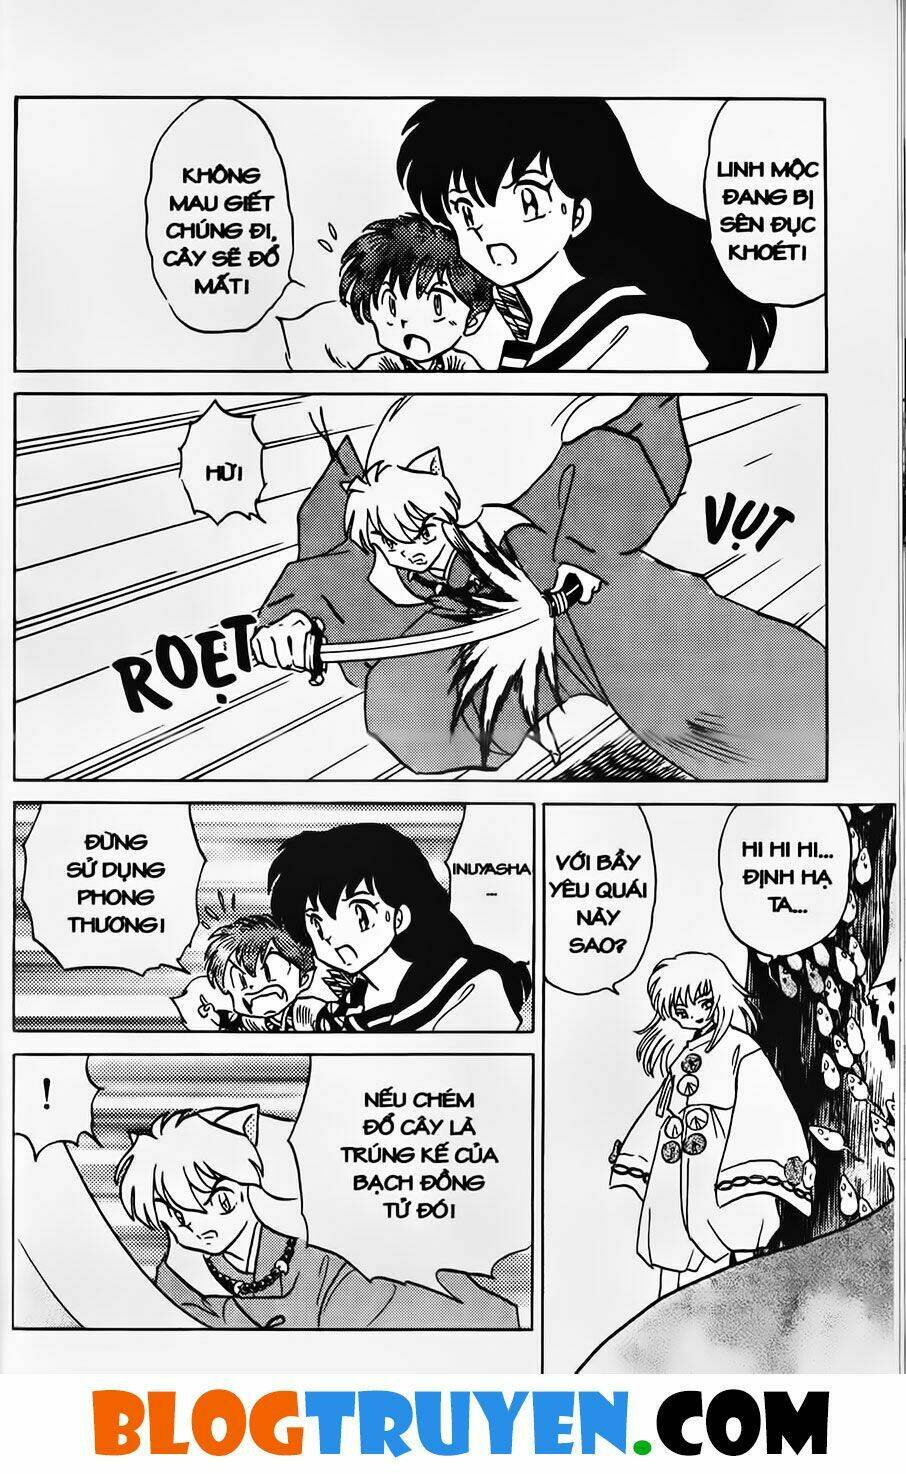 LINH MỘC
ĐANG BỊ
SÊN ĐỤC
KHOÉT!
KHÔNG
MAU GIẾT
CHÚNG ĐI,
CÂY SẼ ĐỔ
MẤT!
HỪ!
VỤT
ROẸT
HI HI HI...
ĐỊNH HẠ
TA...
VỚI BẦY
YÊU QUÁI
NÀY
SAO?
INUYASHA
...
ĐỪNG
SỬ DỤNG
PHONG
THƯƠNG!
NẾU CHÉM
ĐỔ CÂY LÀ
TRÚNG KẾ CỦA
BẠCH ĐỒNG
TỬ ĐÓ!
!
BLOGTRUYEN.COM